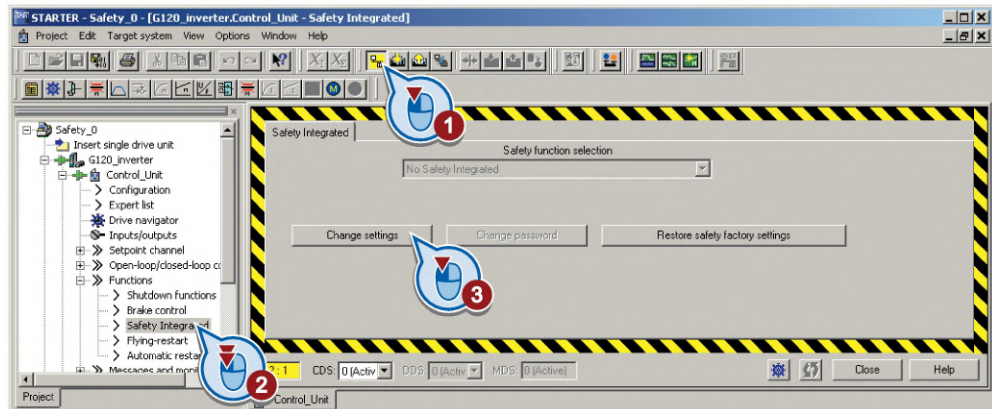 STARTER - Safety_0 - [G120_inverter.Control_Unit - Safety Integrated]
Project Edit Target system View Options Window Help
1
Safety_0
Insert single drive unit
G120_inverter
Control_Unit
Configuration
Expert list
Drive navigator
Inputs/outputs
Setpoint channel
Open-loop/closed-loop co
Functions
Shutdown functions
Brake control
Safety Integrated
Flying-restart
Automatic resta
Messages and moni
2
Project
Safety Integrated
Safety function selection
No Safety Integrated
Change settings
Change password
Restore safety factory settings
3
CDS: 0 (Activ DDS: 0 (Activ MDS: 0 (Active)
Close
Help
Control_Unit